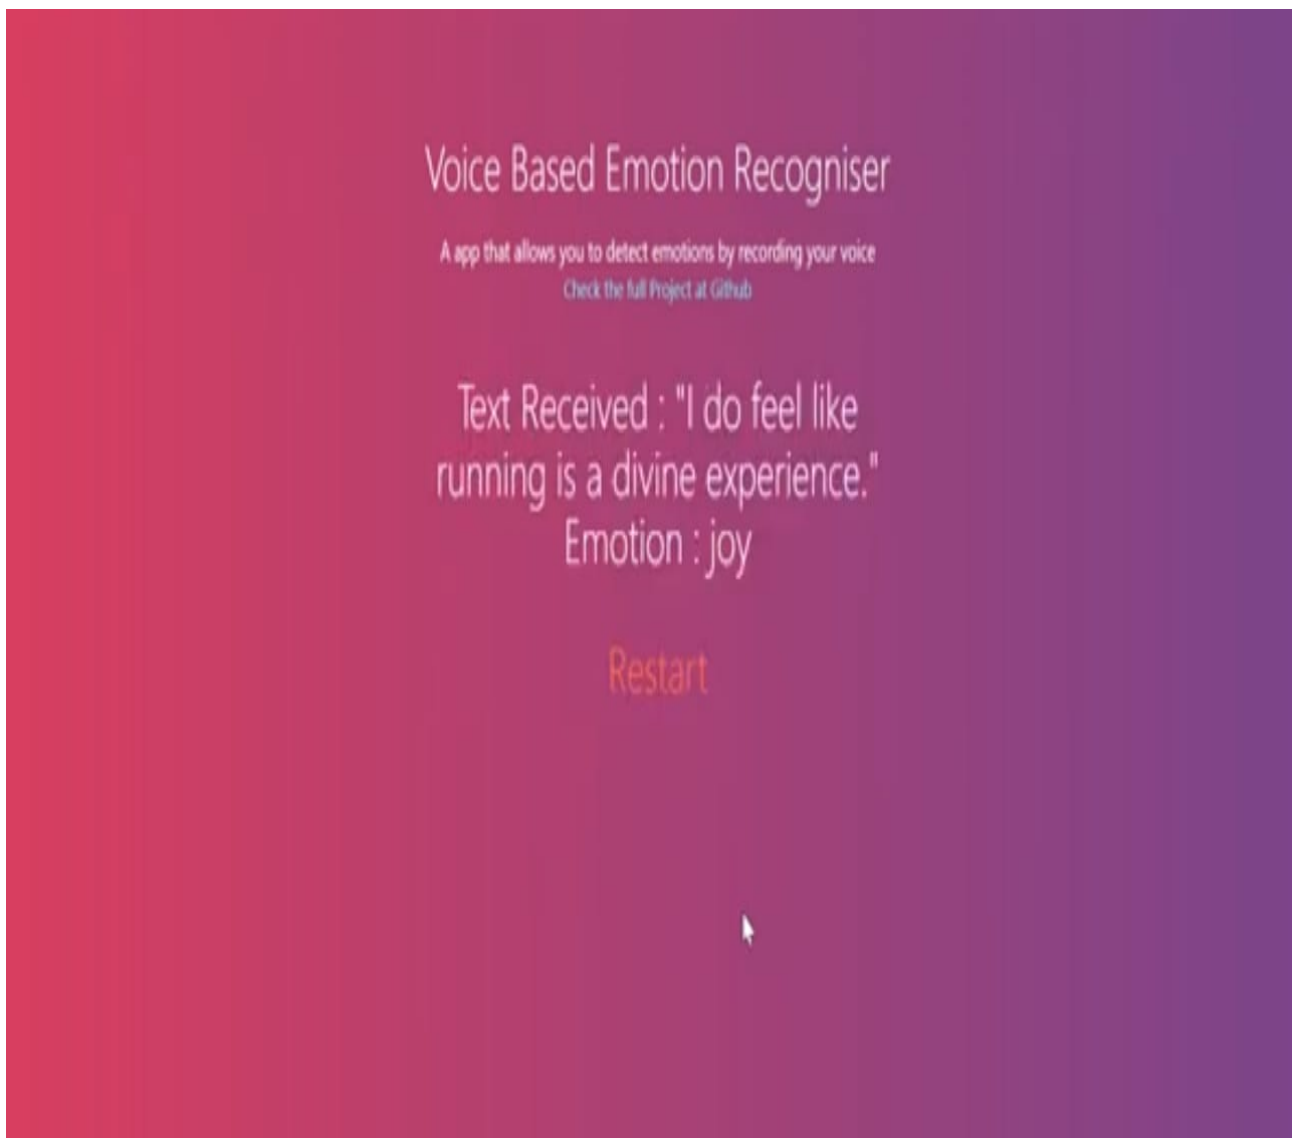 Voice Based Emotion Recogniser
A app that allows you to detect emotions by recording your voice
Check the full Project at Github
Text Received : "I do feel like
running is a divine experience."
Emotion : joy
Restart